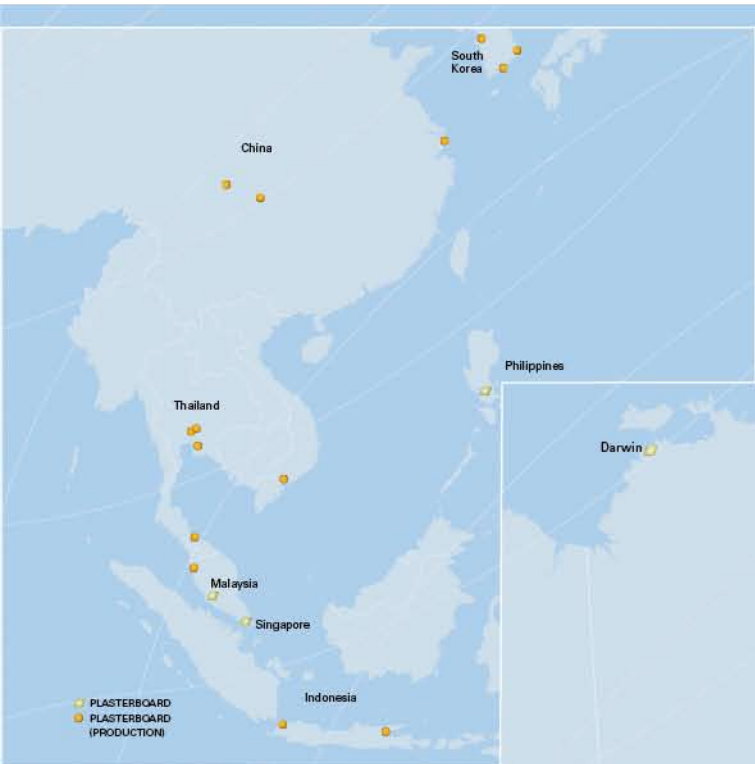 South
Korea
China
Philippines
Thailand
Darwin
Malaysia
Singapore
Indonesia
PLASTERBOARD
PLASTERBOARD
(PRODUCTION)